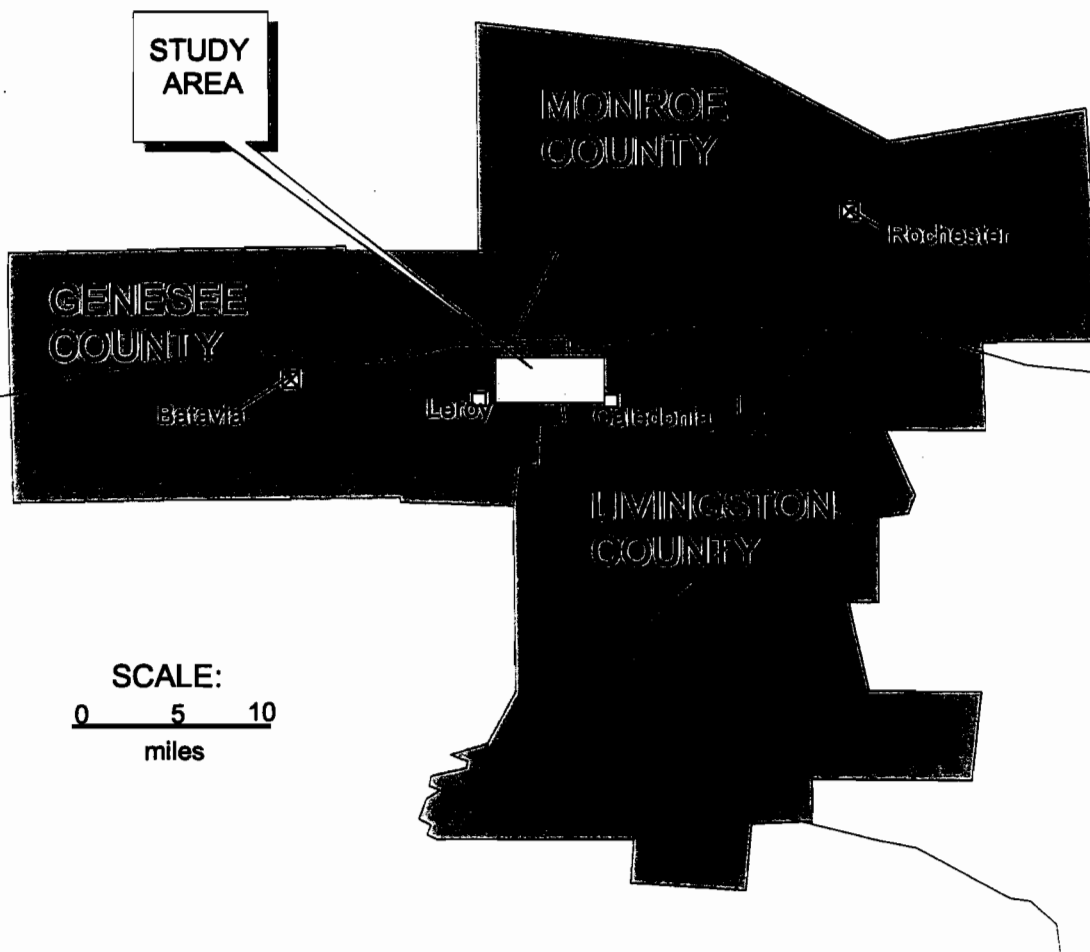 STUDY
AREA
MONROE
COUNTY
Rochester
GENESEE
COUNTY
Batavia
Leroy
Caledonia
LIVINGSTON
COUNTY
SCALE:
0 5 10
miles